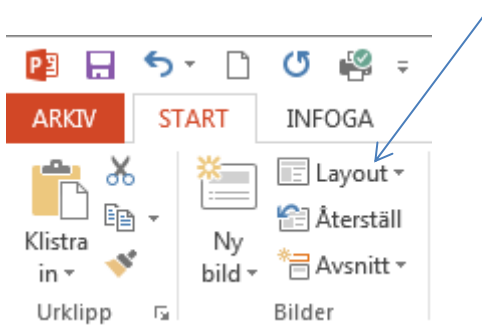 ARKIV START INFOGA
Klistra
in
Ny
bild
Layout
Återställ
Avsnitt
Urklipp Bilder